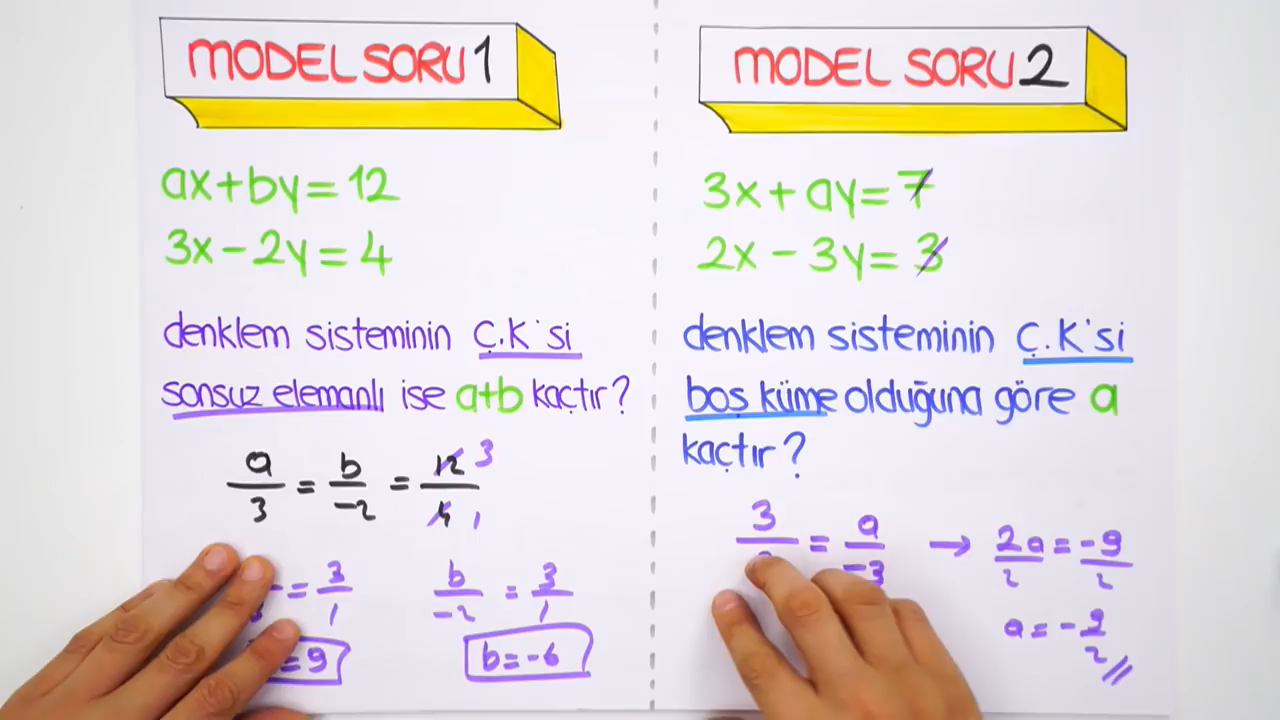 MODEL SORU 1
ax+by=12
3x-2y=4
denklem sisteminin Ç.K'si
sonsuz elemanlı ise a+b kaçtır?
a/3 = b/-2 = 12/4 3 1
= 3/1
b/-2 = 3/1
=9
b=-6
MODEL SORU 2
3x+ay=7
2x-3y=3
denklem sisteminin Ç.K'si
boş küme olduğuna göre a
kaçtır?
3 = a/-3 → 2a/2 = -9/2
a = -9/2 //